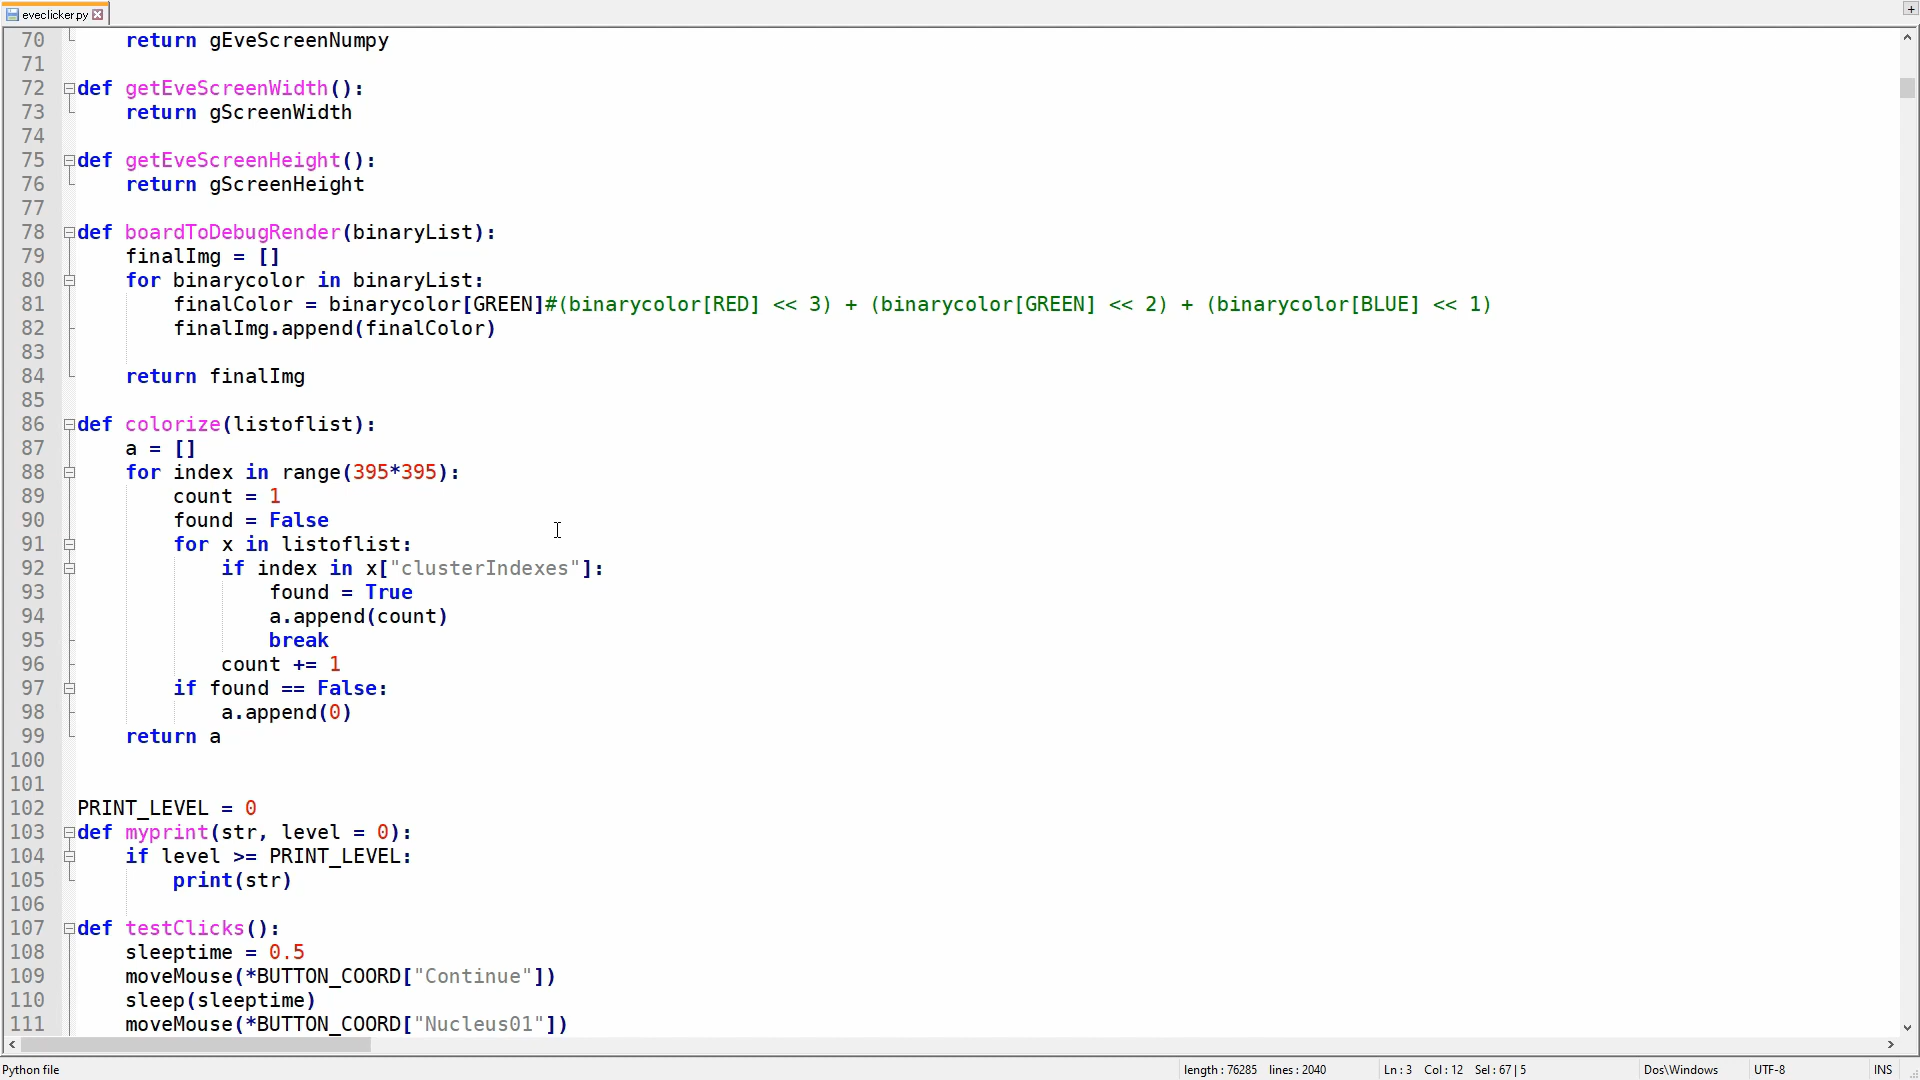 eveclicker.py
70 return gEveScreenNumpy
71
72 def getEveScreenWidth():
73 return gScreenWidth
74
75 def getEveScreenHeight():
76 return gScreenHeight
77
78 def boardToDebugRender(binaryList):
79 finalImg = []
80 for binarycolor in binaryList:
81 finalColor = binarycolor[GREEN]#(binarycolor[RED] << 3) + (binarycolor[GREEN] << 2) + (binarycolor[BLUE] << 1)
82 finalImg.append(finalColor)
83
84 return finalImg
85
86 def colorize(listoflist):
87 a = []
88 for index in range(395*395):
89 count = 1
90 found = False
91 for x in listoflist:
92 if index in x["clusterIndexes"]:
93 found = True
94 a.append(count)
95 break
96 count += 1
97 if found == False:
98 a.append(0)
99 return a
100
101
102 PRINT_LEVEL = 0
103 def myprint(str, level = 0):
104 if level >= PRINT_LEVEL:
105 print(str)
106
107 def testClicks():
108 sleeptime = 0.5
109 moveMouse(*BUTTON_COORD["Continue"])
110 sleep(sleeptime)
111 moveMouse(*BUTTON_COORD["Nucleus01"])
Python file length : 76285 lines : 2040 Ln : 3 Col : 12 Sel : 67 | 5 Dos\Windows UTF-8 INS